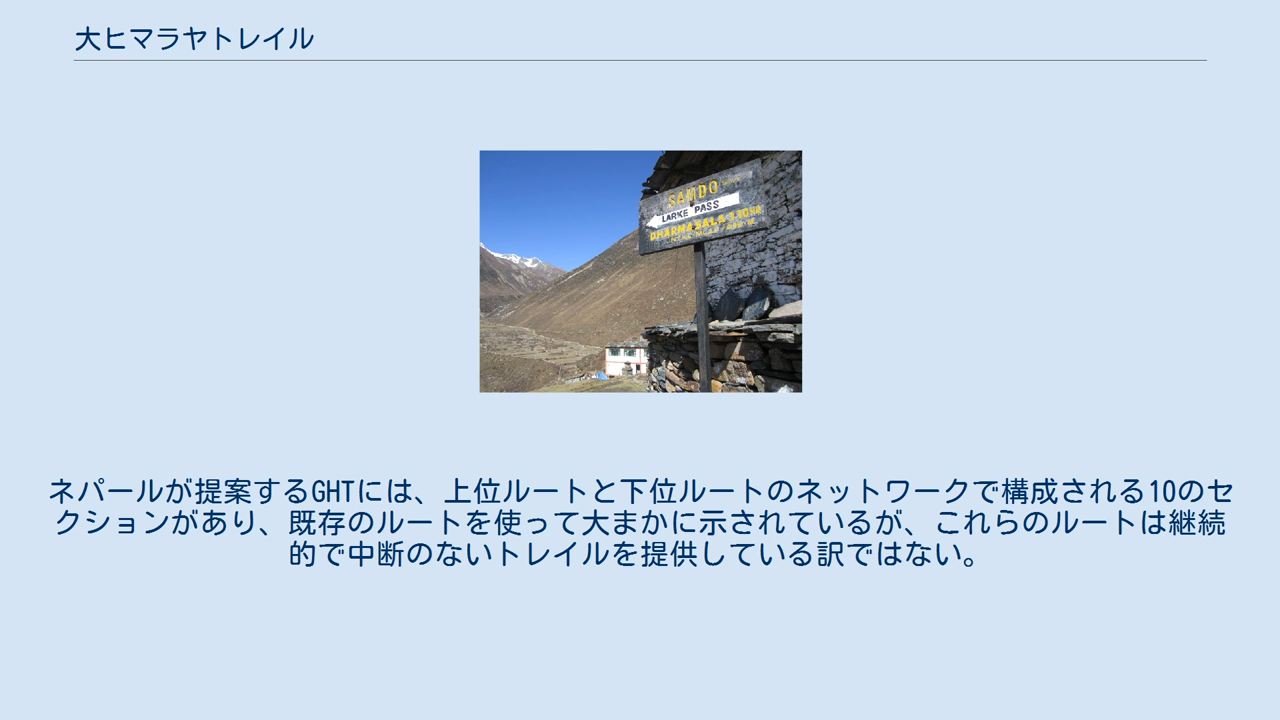 大ヒマラヤトレイル
SAMDO
LARKE PASS
DHARMASALA
ネパールが提案するGHTには、上位ルートと下位ルートのネットワークで構成される10のセ
クションがあり、既存のルートを使って大まかに示されているが、これらのルートは継続
的で中断のないトレイルを提供している訳ではない。